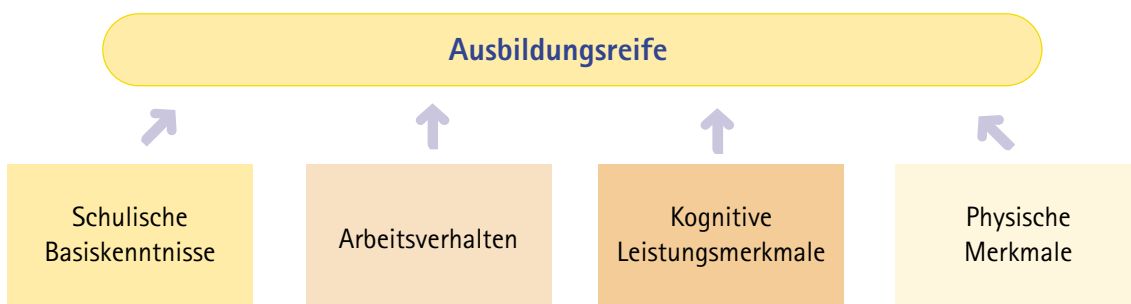 Ausbildungsreife
Schulische
Basiskenntnisse
Arbeitsverhalten
Kognitive
Leistungsmerkmale
Physische
Merkmale